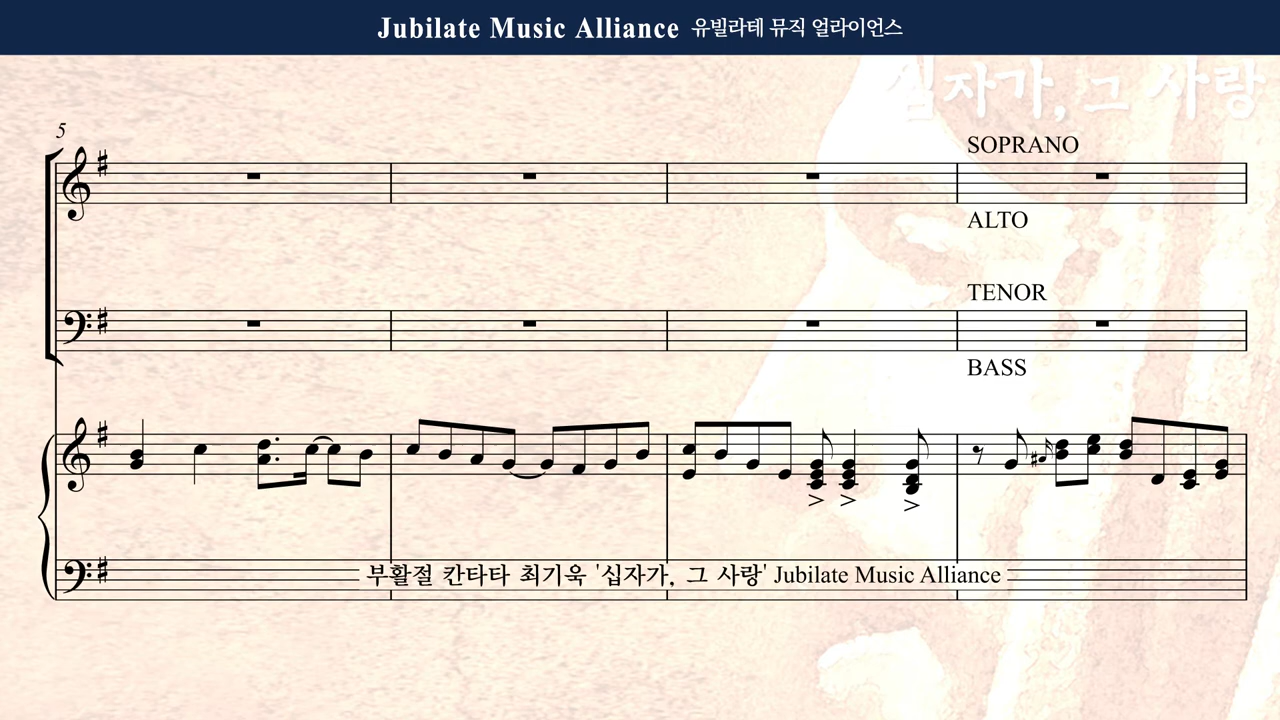 Jubilate Music Alliance 유빌라테 뮤직 얼라이언스
십자가, 그 사랑
5
SOPRANO
ALTO
TENOR
BASS
부활절 칸타타 최기욱 '십자가, 그 사랑' Jubilate Music Alliance